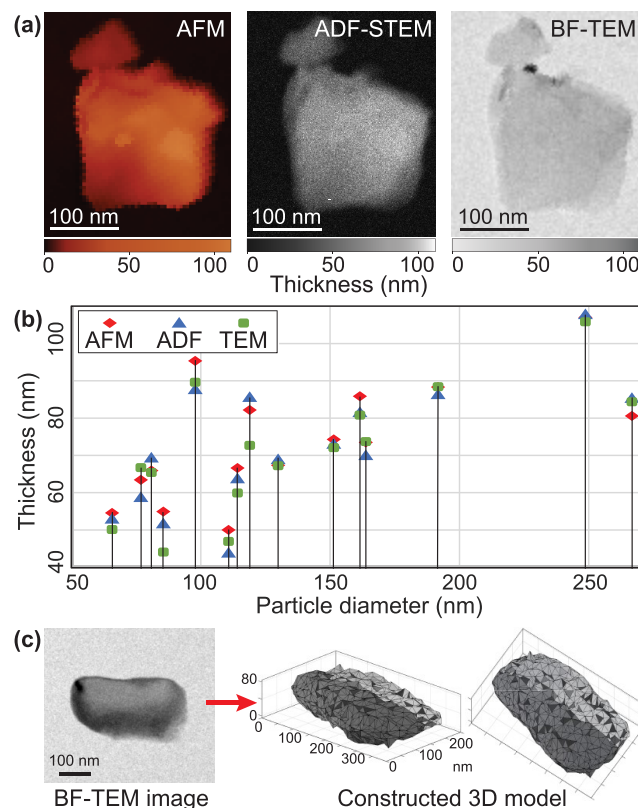 (a)
AFM
ADF-STEM
BF-TEM
100 nm
100 nm
100 nm
0 50 100
0 50 100
0 50 100
Thickness (nm)
(b)
AFM ADF TEM
100
80
60
40
Thickness (nm)
50 100 150 200 250
Particle diameter (nm)
(c)
100 nm
BF-TEM image
80
0
0 100 200 300
0 100 200
nm
Constructed 3D model